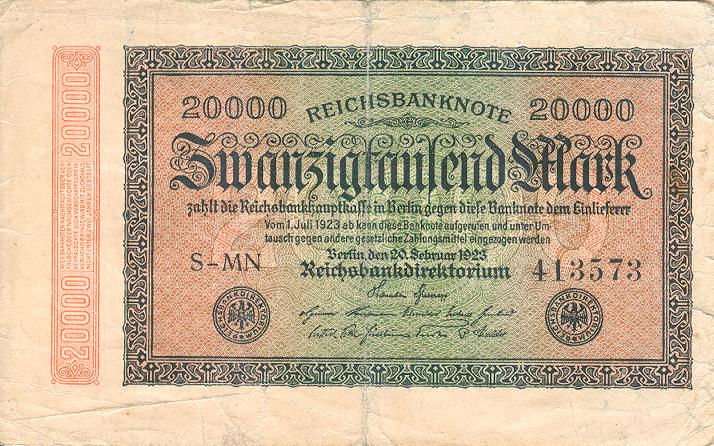 20000 REICHSBANKNOTE 20000
Zwanzigtausend Mark
zahlt die Reichsbankhauptkasse in Berlin gegen diese Banknote dem Einlieferer
Vom 1. Juli 1923 ab kann diese Banknote aufgerufen und unter Um-
tausch gegen andere gesetzliche Zahlungsmittel eingezogen werden
Berlin, den 20. Februar 1923
S-MN Reichsbankdirektorium 413573
REICHSBANKDIREKTORIUM
REICHSBANKDIREKTORIUM
20000
20000